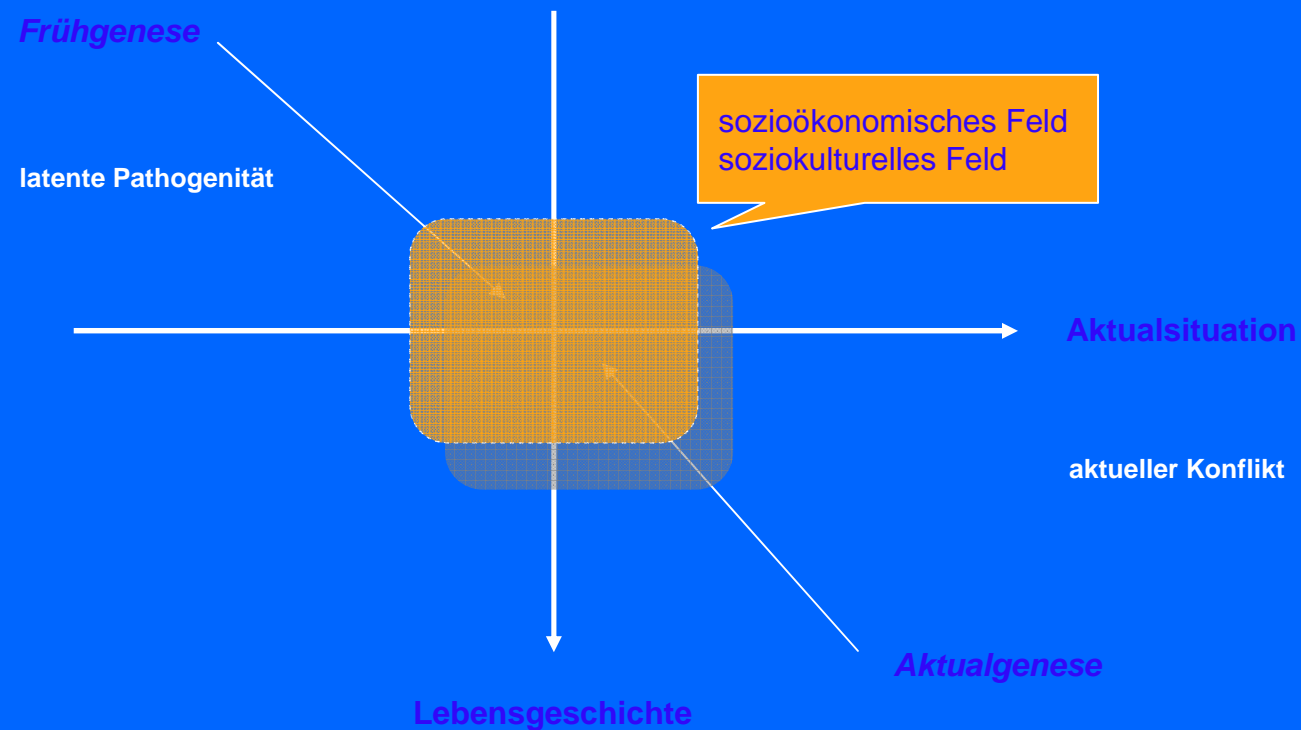 Frühgenese
sozioökonomisches Feld
soziokulturelles Feld
latente Pathogenität
Aktualsituation
aktueller Konflikt
Aktualgenese
Lebensgeschichte